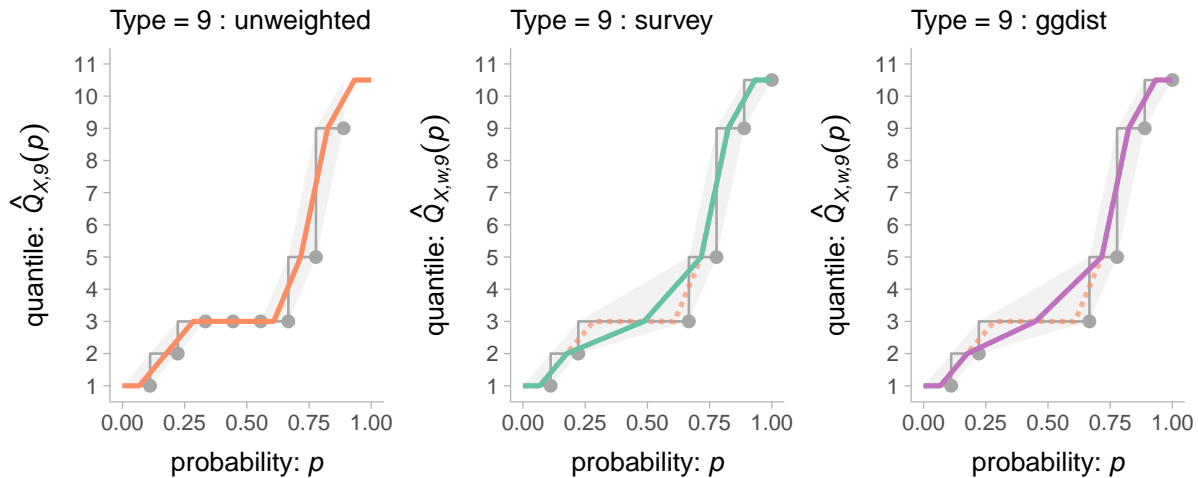 Type = 9 : unweighted
11
10
9
8
7
6
5
4
3
2
1
quantile: Q̂X,9(p)
0.00 0.25 0.50 0.75 1.00
probability: p
Type = 9 : survey
11
10
9
8
7
6
5
4
3
2
1
quantile: Q̂X,w,9(p)
0.00 0.25 0.50 0.75 1.00
probability: p
Type = 9 : ggdist
11
10
9
8
7
6
5
4
3
2
1
quantile: Q̂X,w,9(p)
0.00 0.25 0.50 0.75 1.00
probability: p